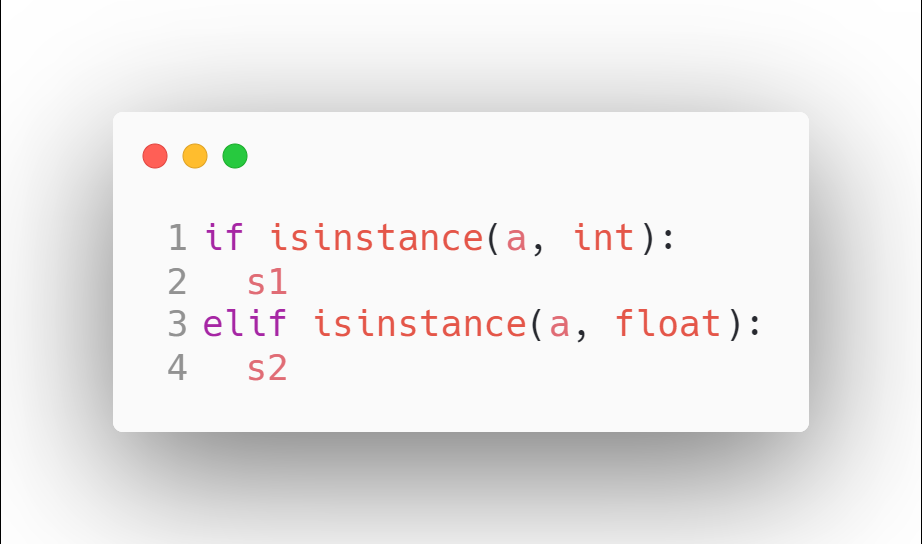 1 if isinstance(a, int):
2   s1
3 elif isinstance(a, float):
4   s2